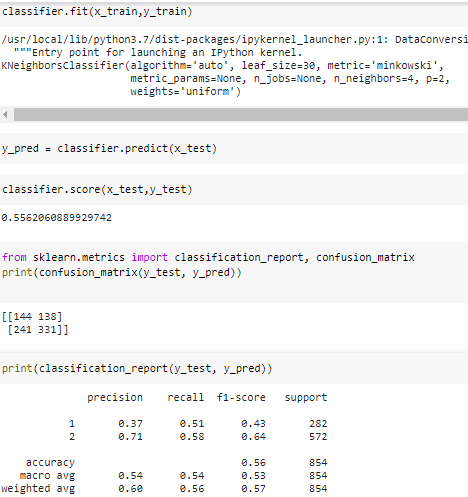 classifier.fit(x_train,y_train)
/usr/local/lib/python3.7/dist-packages/ipykernel_launcher.py:1: DataConversi
"""Entry point for launching an IPython kernel.
KNeighborsClassifier(algorithm='auto', leaf_size=30, metric='minkowski',
metric_params=None, n_jobs=None, n_neighbors=4, p=2,
weights='uniform')
y_pred = classifier.predict(x_test)
classifier.score(x_test,y_test)
0.5562060889929742
from sklearn.metrics import classification_report, confusion_matrix
print(confusion_matrix(y_test, y_pred))
[[144 138]
[241 331]]
print(classification_report(y_test, y_pred))
precision recall f1-score support
1 0.37 0.51 0.43 282
2 0.71 0.58 0.64 572
accuracy 0.56 854
macro avg 0.54 0.54 0.53 854
weighted avg 0.60 0.56 0.57 854